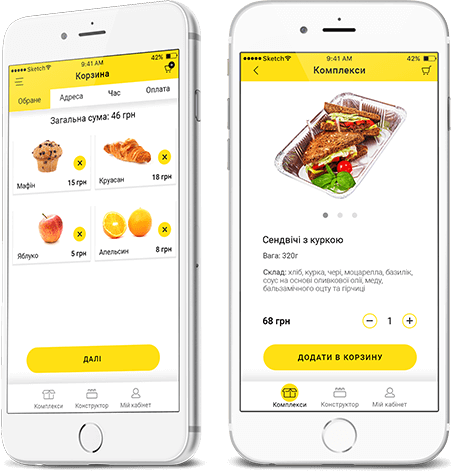 Sketch 9:41 AM 42%
Корзина
Обране Адреса Час Оплата
Загальна сума: 46 грн
Мафін 15 грн
Круасан 18 грн
Яблуко 5 грн
Апельсин 8 грн
ДАЛІ
Комплекси Конструктор Мій кабінет
Sketch 9:41 AM 42%
Комплекси
Сендвічі з куркою
Вага: 320г
Склад: хліб, курка, чері, моцарелла, базилік,
соус на основі оливкової олії, меду,
бальзамічного оцту та гірчиці
68 грн 1
ДОДАТИ В КОРЗИНУ
Комплекси Конструктор Мій кабінет